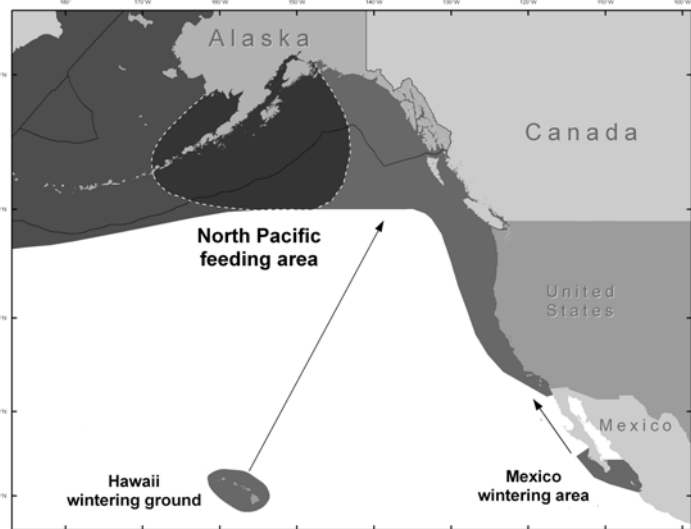 Alaska
Canada
North Pacific
feeding area
United
States
Mexico
Hawaii
wintering ground
Mexico
wintering area